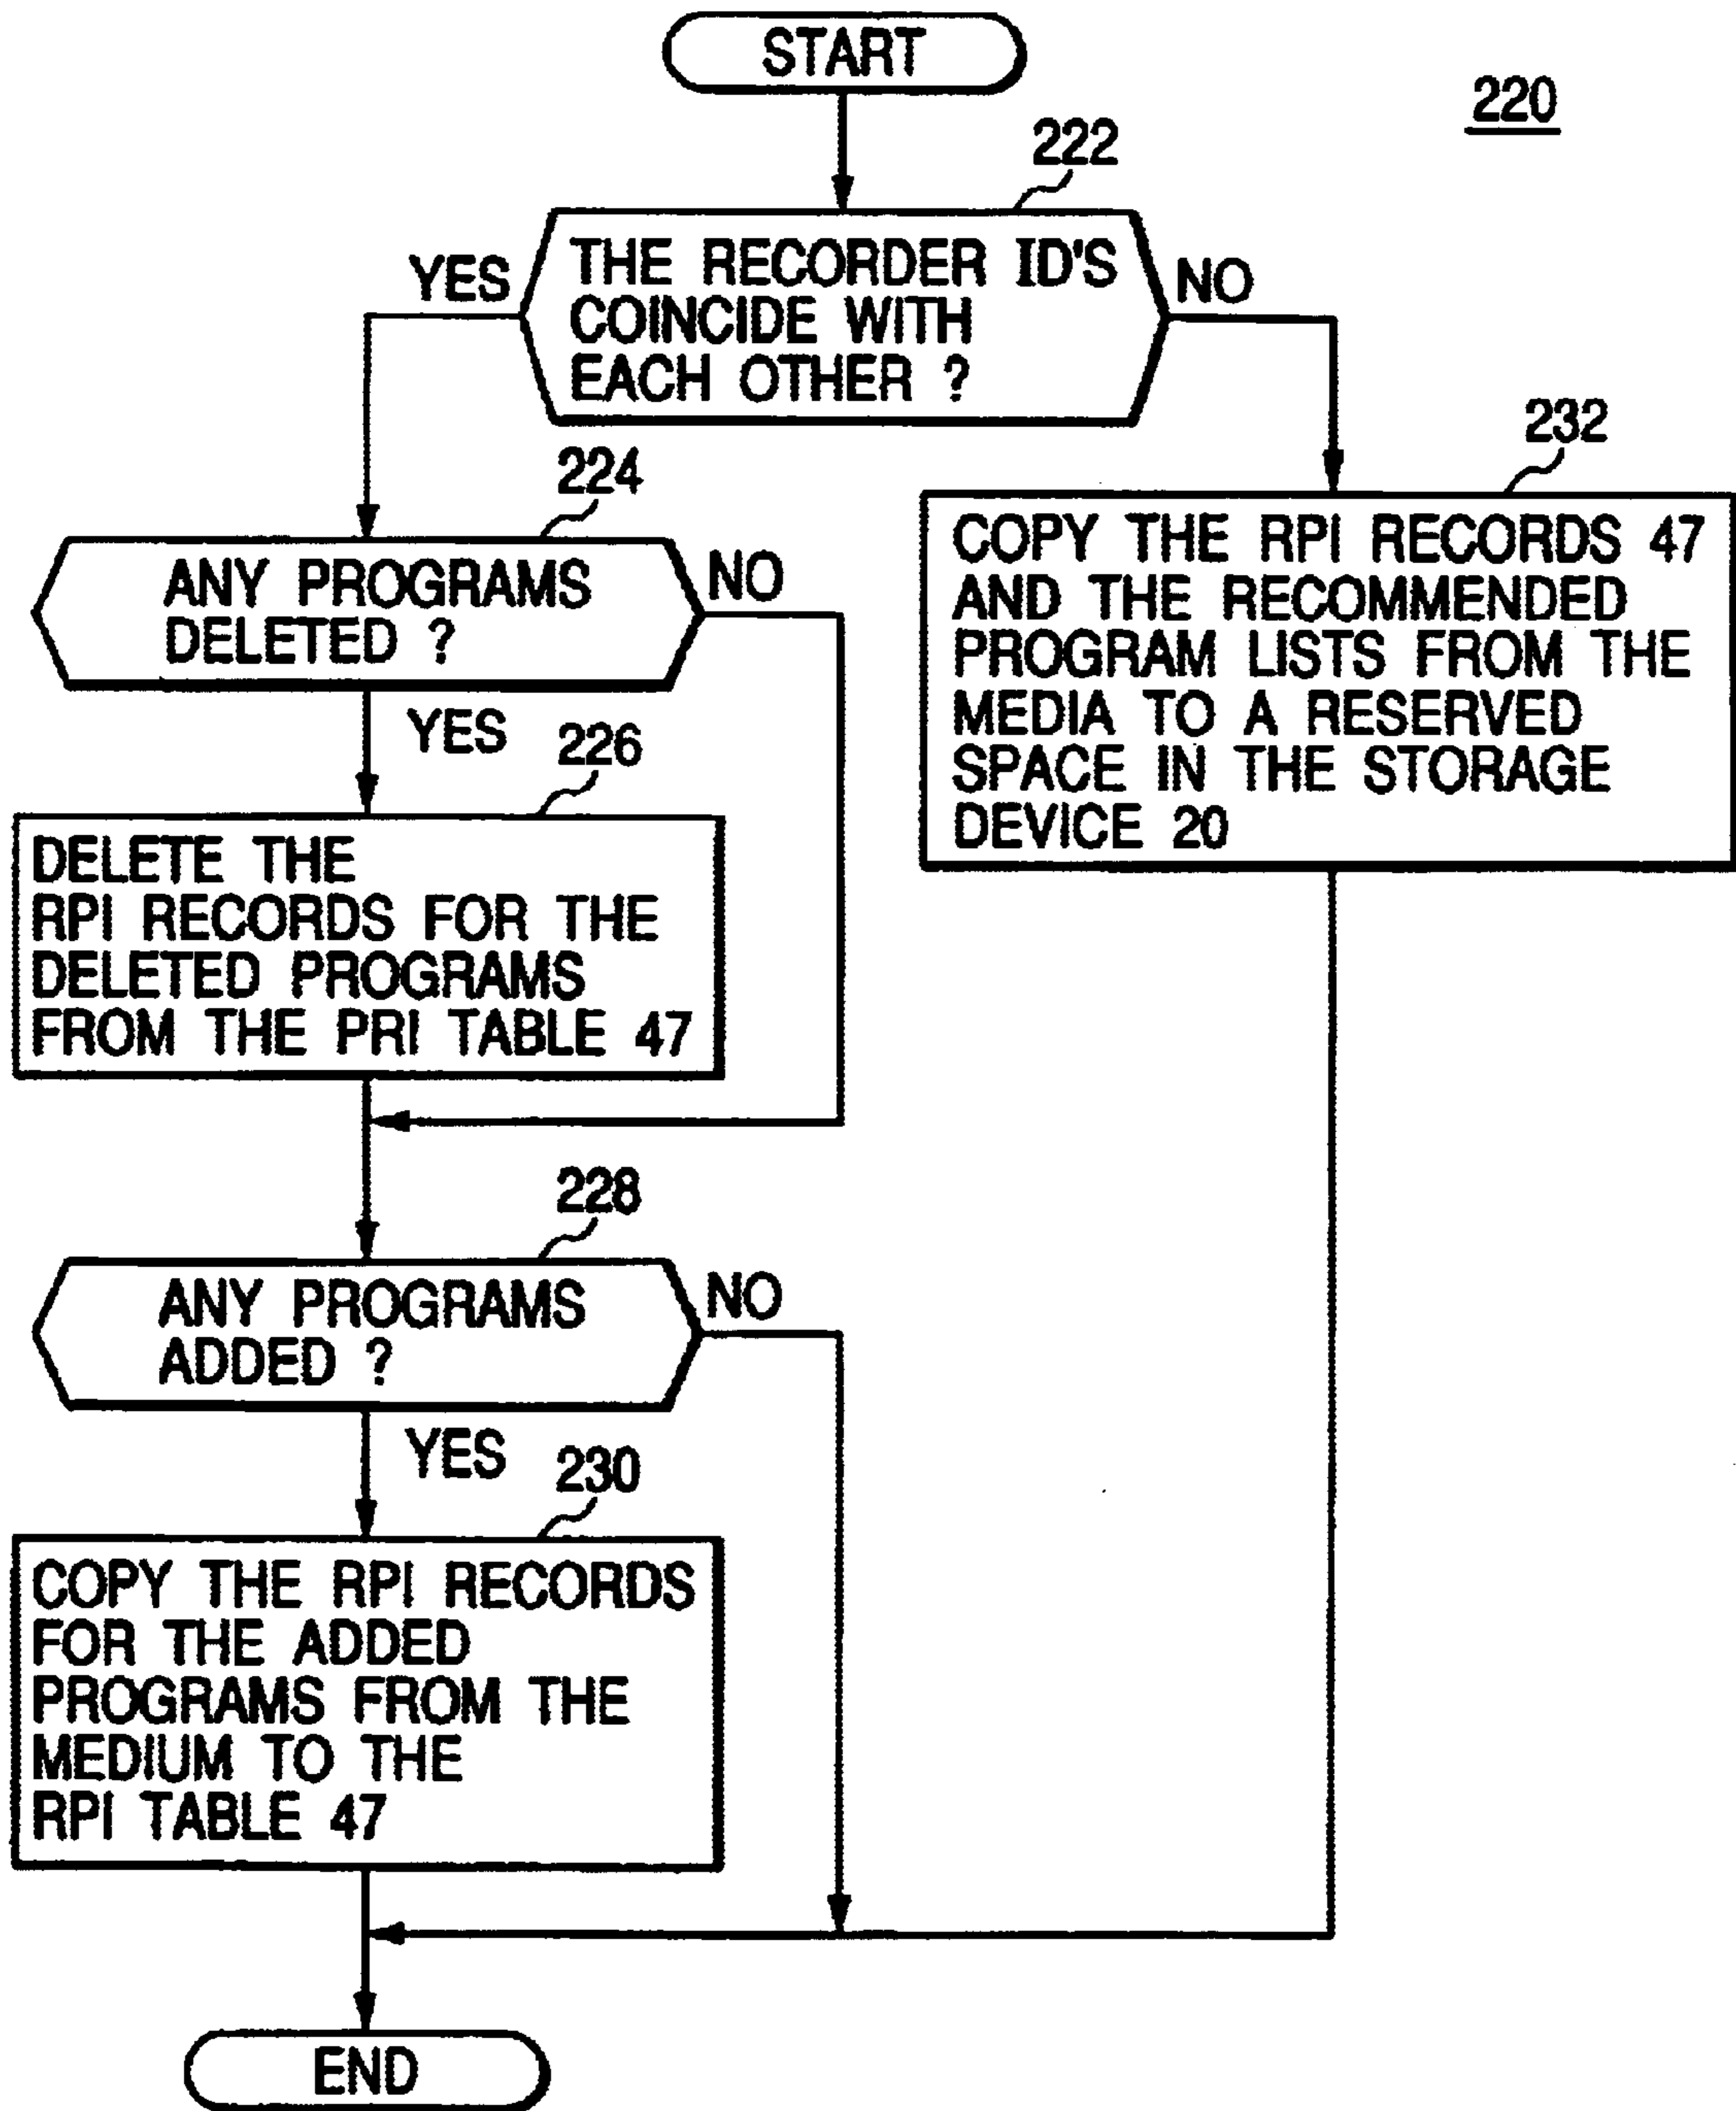 START
220
222
THE RECORDER ID'S
COINCIDE WITH
EACH OTHER ?
YES
NO
224
ANY PROGRAMS
DELETED ?
NO
YES
232
COPY THE RPI RECORDS 47
AND THE RECOMMENDED
PROGRAM LISTS FROM THE
MEDIA TO A RESERVED
SPACE IN THE STORAGE
DEVICE 20
226
DELETE THE
RPI RECORDS FOR THE
DELETED PROGRAMS
FROM THE PRI TABLE 47
228
ANY PROGRAMS
ADDED ?
NO
YES
230
COPY THE RPI RECORDS
FOR THE ADDED
PROGRAMS FROM THE
MEDIUM TO THE
RPI TABLE 47
END